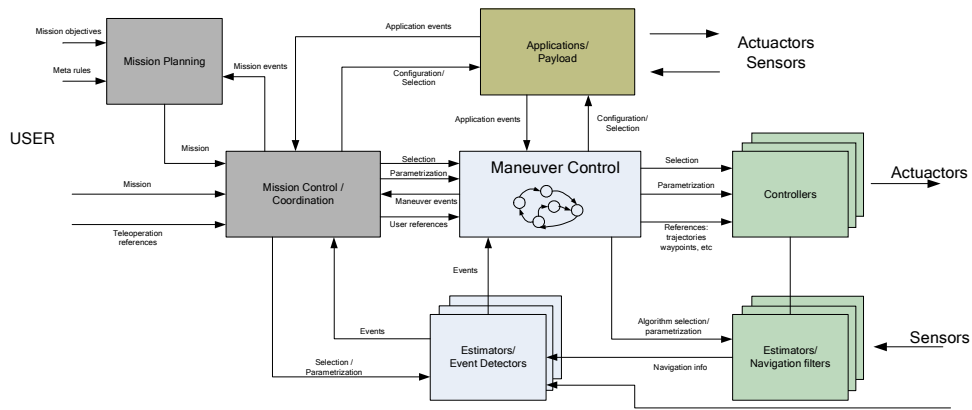 Mission objectives
Meta rules
USER
Mission Planning
Mission events
Application events
Configuration/
Selection
Applications/
Payload
Actuactors
Sensors
Application events
Configuration/
Selection
Mission
Mission
Teleoperation
references
Mission Control /
Coordination
Selection
Parametrization
Maneuver events
User references
Maneuver Control
Selection
Parametrization
References:
trajectories
waypoints, etc
Controllers
Actuactors
Events
Events
Selection /
Parametrization
Estimators/
Event Detectors
Algorithm selection/
parametrization
Navigation info
Estimators/
Navigation filters
Sensors